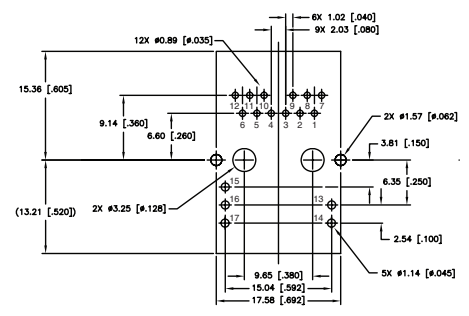 6X 1.02 [.040]
9X 2.03 [.080]
12X ø0.89 [ø.035]
15.36 [.605]
12 11 10 9 8 7
9.14 [.360]
6.60 [.260]
6 5 4 3 2 1
2X ø1.57 [ø.062]
3.81 [.150]
6.35 [.250]
(13.21 [.520])
2X ø3.25 [ø.128]
15
16 13
17 14
2.54 [.100]
5X ø1.14 [ø.045]
9.65 [.380]
15.04 [.592]
17.58 [.692]